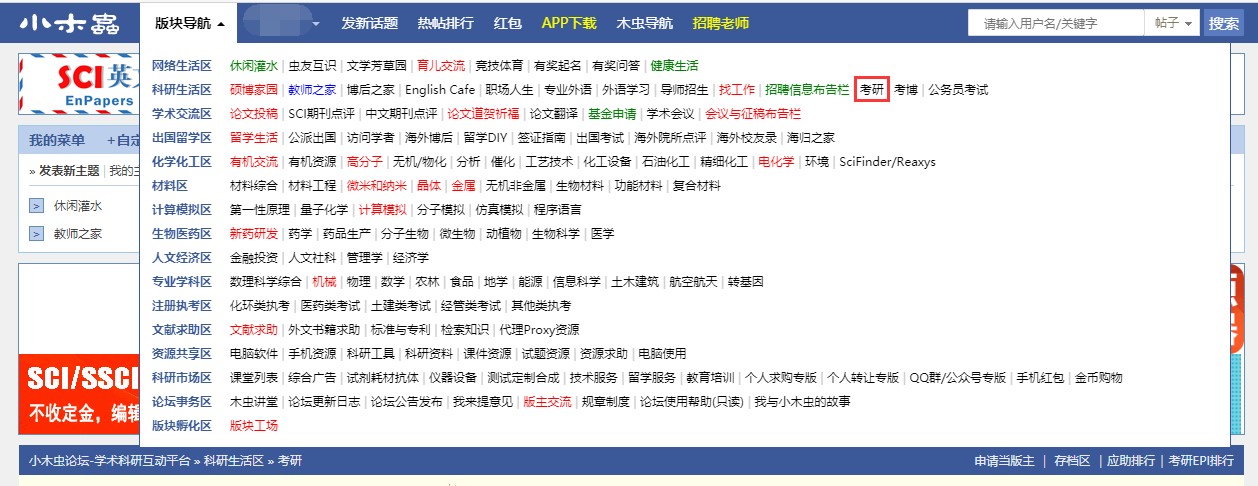 小木蟲 版块导航 发新话题 热帖排行 红包 APP下载 木虫导航 招聘老师 请输入用户名/关键字 帖子 搜索
SCI英
EnPapers
网络生活区 休闲灌水 | 虫友互识 | 文学芳草园 | 育儿交流 | 竞技体育 | 有奖起名 | 有奖问答 | 健康生活
科研生活区 硕博家园 | 教师之家 | 博后之家 | English Cafe | 职场人生 | 专业外语 | 外语学习 | 导师招生 | 找工作 | 招聘信息布告栏 | 考研 | 考博 | 公务员考试
学术交流区 论文投稿 | SCI期刊点评 | 中文期刊点评 | 论文道贺祈福 | 论文翻译 | 基金申请 | 学术会议 | 会议与征稿布告栏
我的菜单 +自定
出国留学区 留学生活 | 公派出国 | 访问学者 | 海外博后 | 留学DIY | 签证指南 | 出国考试 | 海外院所点评 | 海外校友录 | 海归之家
化学化工区 有机交流 | 有机资源 | 高分子 | 无机/物化 | 分析 | 催化 | 工艺技术 | 化工设备 | 石油化工 | 精细化工 | 电化学 | 环境 | SciFinder/Reaxys
» 发表新主题 | 我的主
材料区 材料综合 | 材料工程 | 微米和纳米 | 晶体 | 金属 | 无机非金属 | 生物材料 | 功能材料 | 复合材料
> 休闲灌水
计算模拟区 第一性原理 | 量子化学 | 计算模拟 | 分子模拟 | 仿真模拟 | 程序语言
> 教师之家
生物医药区 新药研发 | 药学 | 药品生产 | 分子生物 | 微生物 | 动植物 | 生物科学 | 医学
人文经济区 金融投资 | 人文社科 | 管理学 | 经济学
专业学科区 数理科学综合 | 机械 | 物理 | 数学 | 农林 | 食品 | 地学 | 能源 | 信息科学 | 土木建筑 | 航空航天 | 转基因
注册执考区 化环类执考 | 医药类考试 | 土建类考试 | 经管类考试 | 其他类执考
文献求助区 文献求助 | 外文书籍求助 | 标准与专利 | 检索知识 | 代理Proxy资源
资源共享区 电脑软件 | 手机资源 | 科研工具 | 科研资料 | 课件资源 | 试题资源 | 资源求助 | 电脑使用
SCI/SSCI
科研市场区 课堂列表 | 综合广告 | 试剂耗材抗体 | 仪器设备 | 测试定制合成 | 技术服务 | 留学服务 | 教育培训 | 个人求购专版 | 个人转让专版 | QQ群/公众号专版 | 手机红包 | 金币购物
不收定金，编辑
论坛事务区 木虫讲堂 | 论坛更新日志 | 论坛公告发布 | 我来提意见 | 版主交流 | 规章制度 | 论坛使用帮助(只读) | 我与小木虫的故事
版块孵化区 版块工场
小木虫论坛-学术科研互动平台 » 科研生活区 » 考研 申请当版主 | 存档区 | 应助排行 | 考研EPI排行